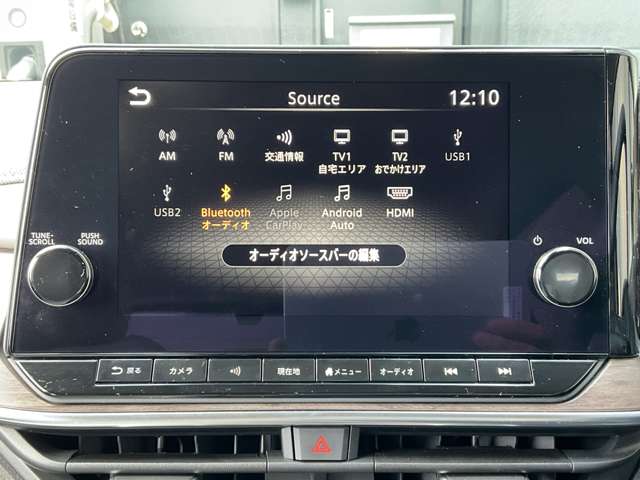 Source
12:10
AM
FM
交通情報
TV1
自宅エリア
TV2
おでかけエリア
USB1
USB2
Bluetooth
オーディオ
Apple
CarPlay
Android
Auto
HDMI
オーディオソースバーの編集
TUNE・
SCROLL
PUSH
SOUND
VOL
戻る
カメラ
現在地
メニュー
オーディオ